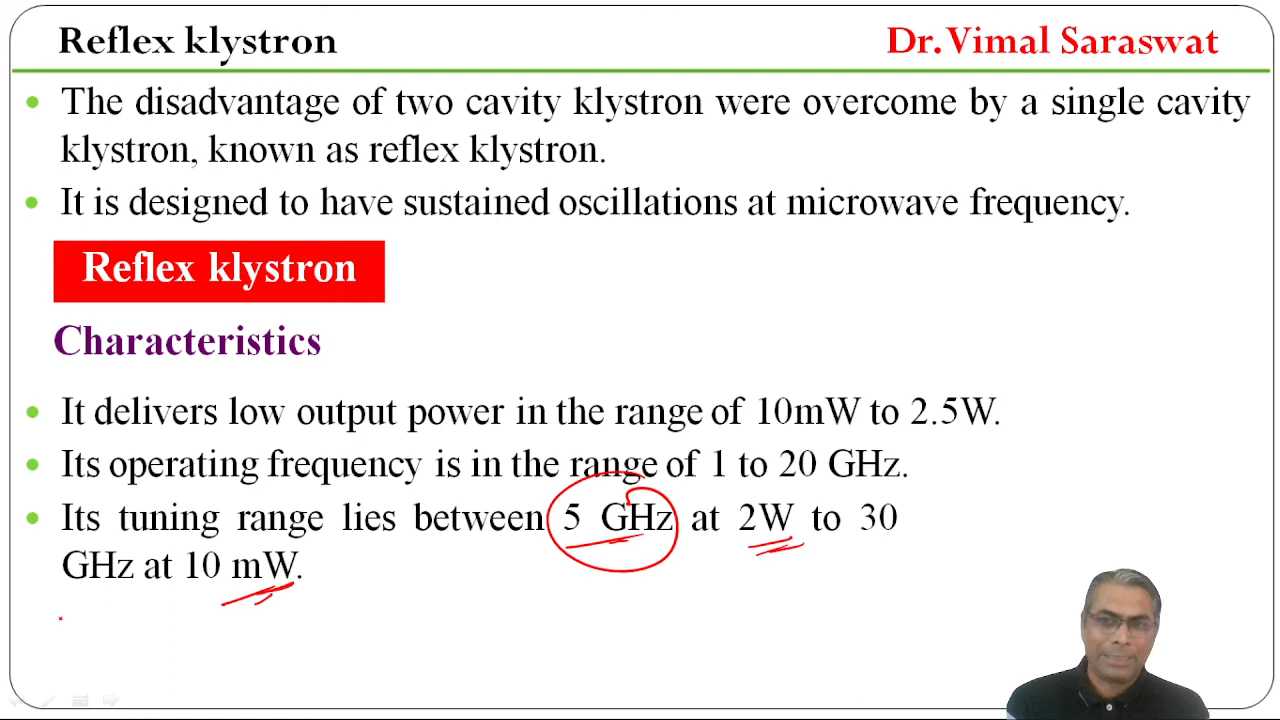 Reflex klystron
Dr. Vimal Saraswat
• The disadvantage of two cavity klystron were overcome by a single cavity
klystron, known as reflex klystron.
• It is designed to have sustained oscillations at microwave frequency.
Reflex klystron
Characteristics
• It delivers low output power in the range of 10mW to 2.5W.
• Its operating frequency is in the range of 1 to 20 GHz.
• Its tuning range lies between 5 GHz at 2W to 30
GHz at 10 mW.